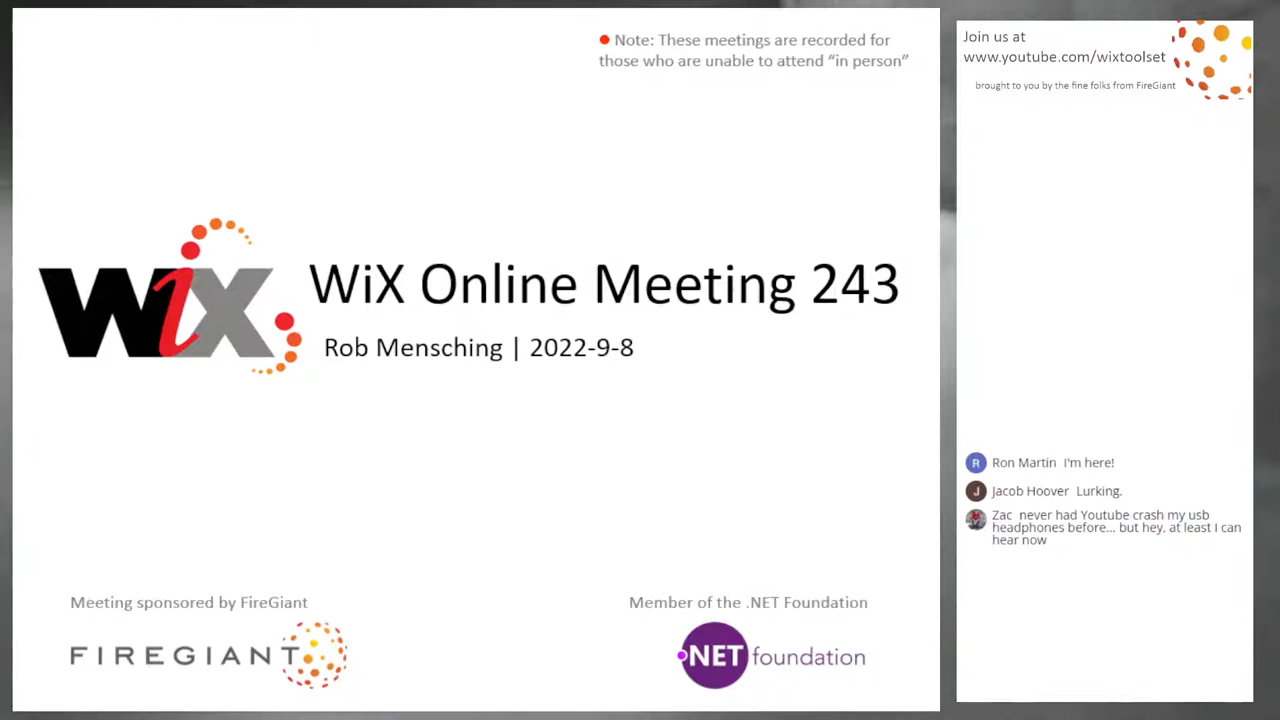 Note: These meetings are recorded for
those who are unable to attend “in person”
WiX
WiX Online Meeting 243
Rob Mensching | 2022-9-8
Meeting sponsored by FireGiant
FIREGIANT
Member of the .NET Foundation
.NET foundation
Join us at
www.youtube.com/wixtoolset
brought to you by the fine folks from FireGiant
R Ron Martin I'm here!
J Jacob Hoover Lurking.
Zac never had Youtube crash my usb
headphones before... but hey, at least I can
hear now